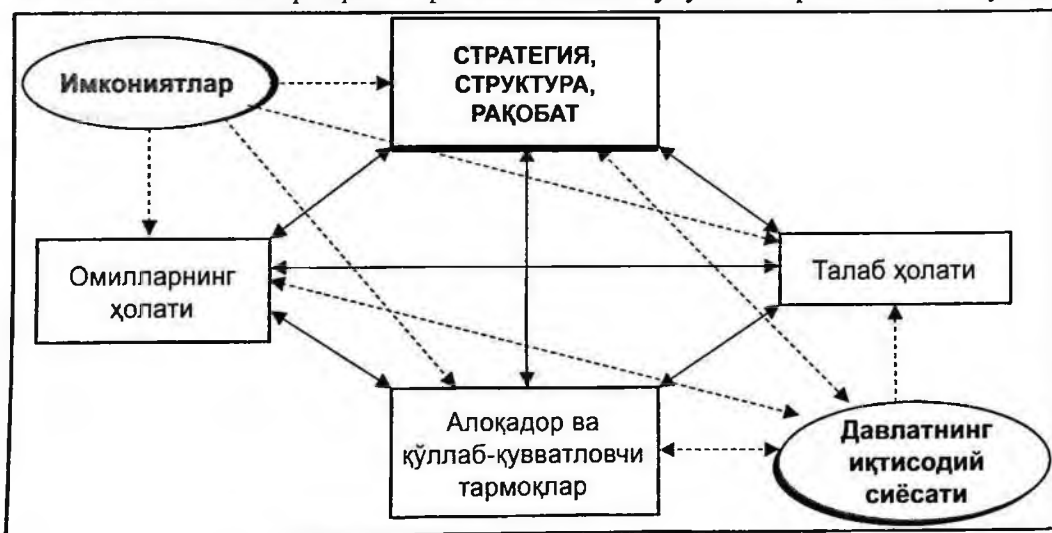 Имкониятлар
СТРАТЕГИЯ,
СТРУКТУРА,
РАҚОБАТ
Омилларнинг
ҳолати
Талаб ҳолати
Алоқадор ва
қўллаб-қувватловчи
тармоқлар
Давлатнинг
иқтисодий
сиёсати